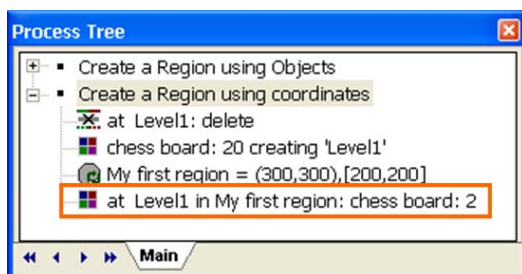 Process Tree
Create a Region using Objects
Create a Region using coordinates
at Level1: delete
chess board: 20 creating 'Level1'
My first region = (300,300),[200,200]
at Level1 in My first region: chess board: 2
Main